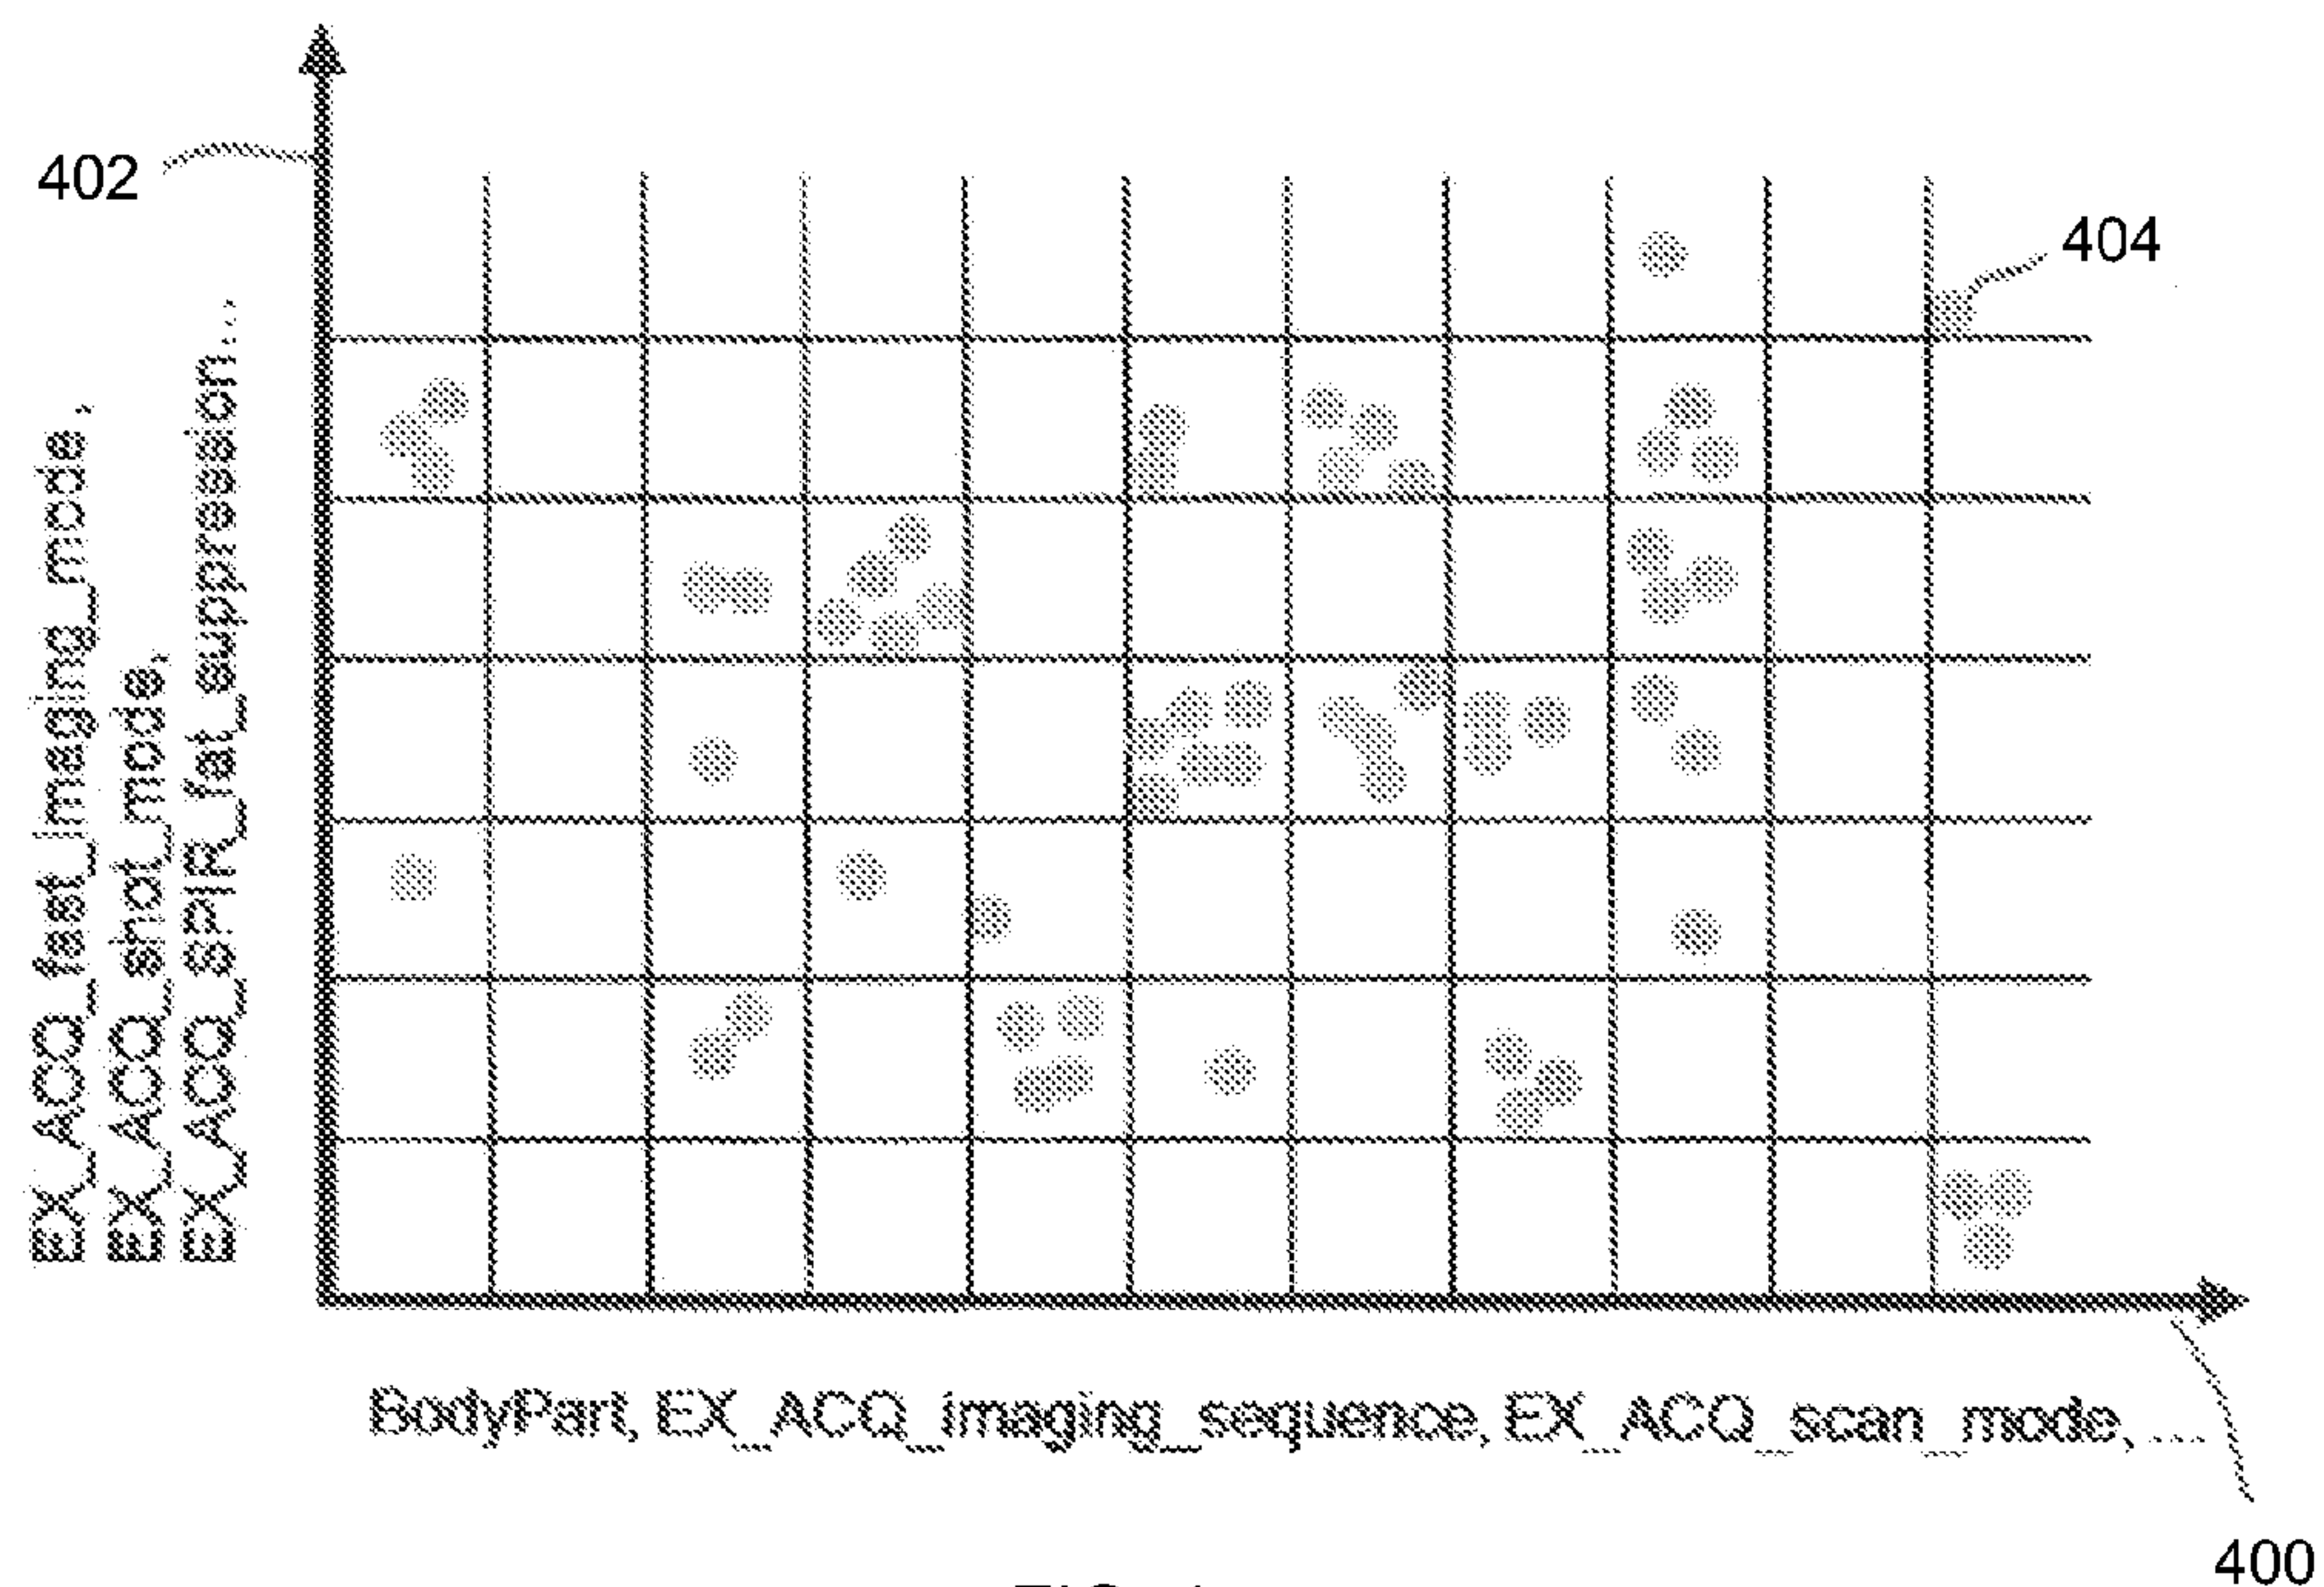 402
404
EX_ACQ_fast_imaging_mode,
EX_ACQ_shot_mode,
EX_ACQ_SPIR_fat_suppression...
BodyPart, EX_ACQ_imaging_sequence, EX_ACQ_scan_mode, ....
400